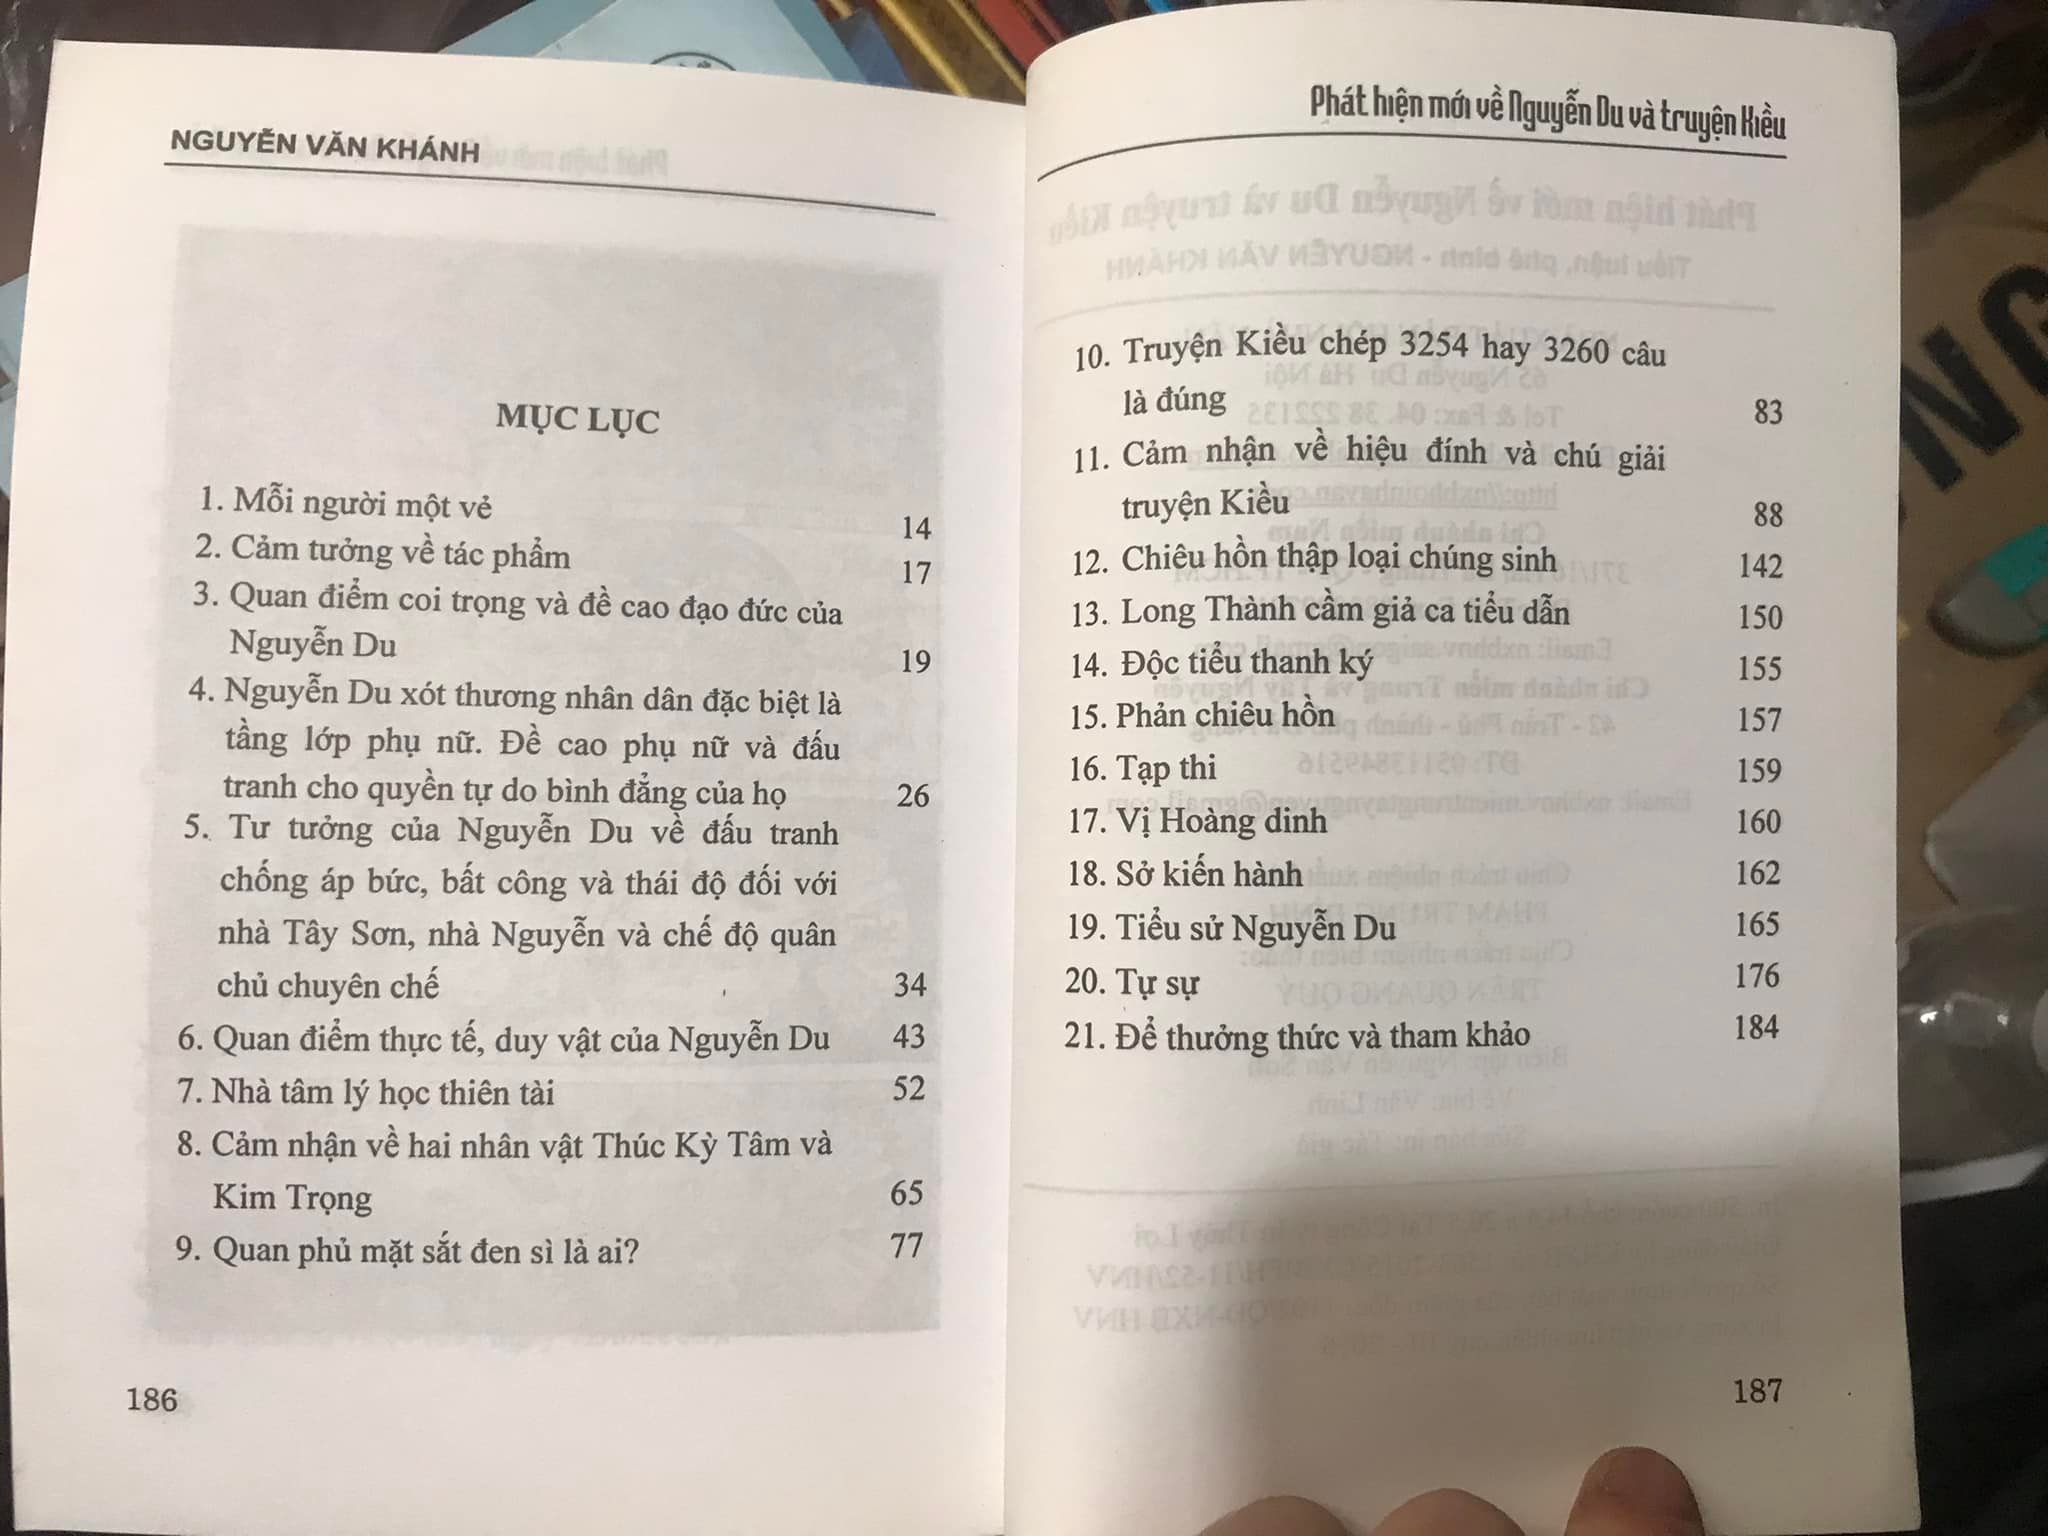 NGUYỄN VĂN KHÁNH
MỤC LỤC
1. Mỗi người một vẻ 14
2. Cảm tưởng về tác phẩm 17
3. Quan điểm coi trọng và đề cao đạo đức của
Nguyễn Du 19
4. Nguyễn Du xót thương nhân dân đặc biệt là
tầng lớp phụ nữ. Đề cao phụ nữ và đấu
tranh cho quyền tự do bình đẳng của họ 26
5. Tư tưởng của Nguyễn Du về đấu tranh
chống áp bức, bất công và thái độ đối với
nhà Tây Sơn, nhà Nguyễn và chế độ quân
chủ chuyên chế 34
6. Quan điểm thực tế, duy vật của Nguyễn Du 43
7. Nhà tâm lý học thiên tài 52
8. Cảm nhận về hai nhân vật Thúc Kỳ Tâm và
Kim Trọng 65
9. Quan phủ mặt sắt đen sì là ai? 77
186
Phát hiện mới về Nguyễn Du và truyện Kiều
10. Truyện Kiều chép 3254 hay 3260 câu
là đúng 83
11. Cảm nhận về hiệu đính và chú giải
truyện Kiều 88
12. Chiêu hồn thập loại chúng sinh 142
13. Long Thành cầm giả ca tiểu dẫn 150
14. Độc tiểu thanh ký 155
15. Phản chiêu hồn 157
16. Tạp thi 159
17. Vị Hoàng dinh 160
18. Sở kiến hành 162
19. Tiểu sử Nguyễn Du 165
20. Tự sự 176
21. Để thưởng thức và tham khảo 184
187